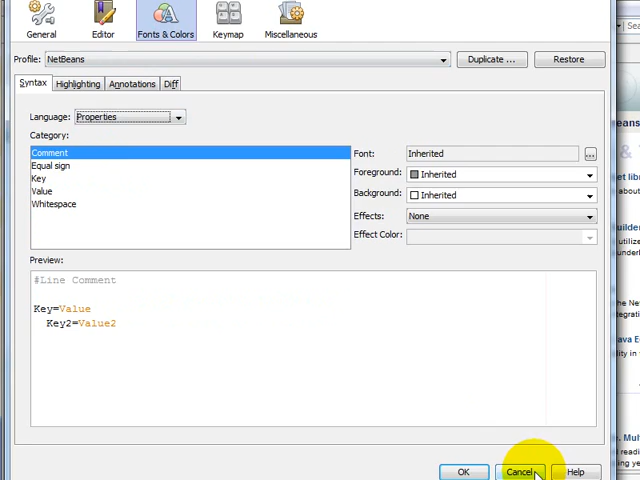 General
Editor
Fonts & Colors
Keymap
Miscellaneous
Profile: NetBeans
Duplicate ...
Restore
Syntax
Highlighting
Annotations
Diff
Language: Properties
Category:
Comment
Equal sign
Key
Value
Whitespace
Font: Inherited ...
Foreground: Inherited
Background: Inherited
Effects: None
Effect Color:
Preview:
#Line Comment
Key=Value
Key2=Value2
OK
Cancel
Help